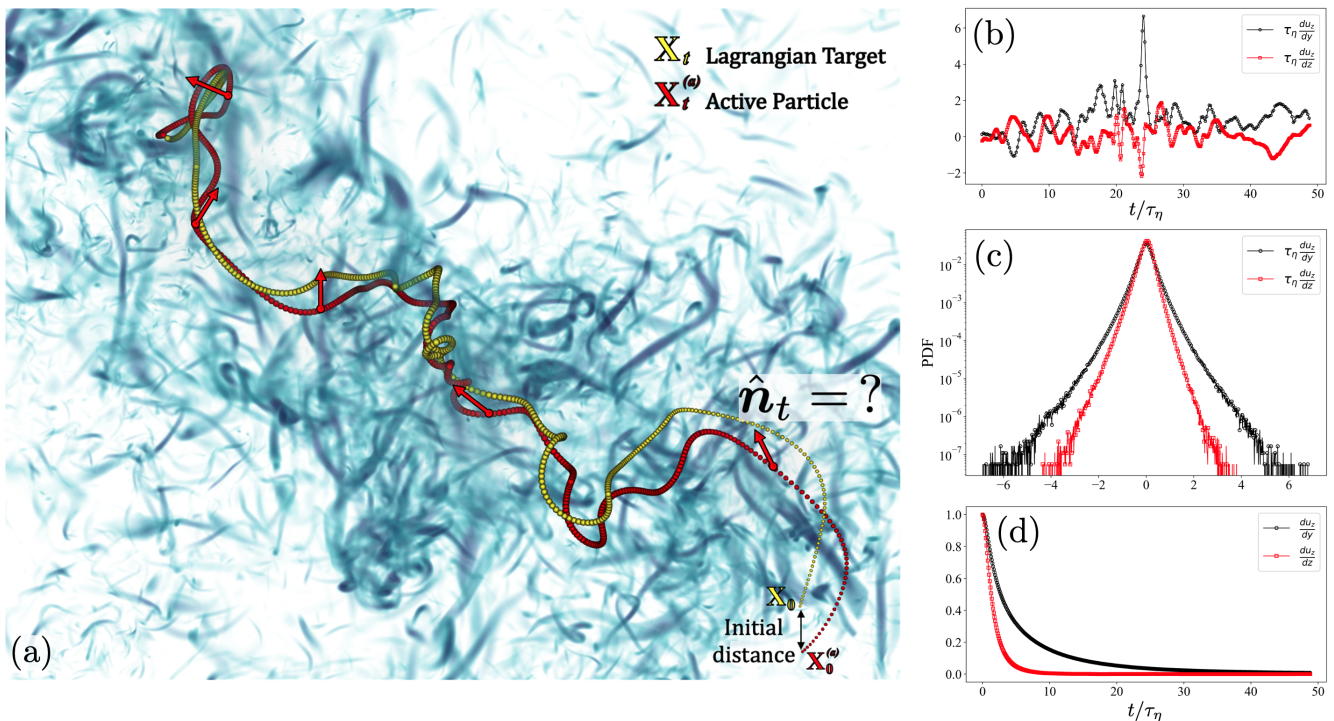 X_t Lagrangian Target
X_t^(a) Active Particle
n̂_t = ?
X_0
Initial
distance
X_0^(a)
(a)
(b)
τ_η du_z/dy
τ_η du_z/dz
6
4
2
0
−2
0 10 20 30 40 50
t/τ_η
(c)
τ_η du_z/dy
τ_η du_z/dz
PDF
10^−2
10^−3
10^−4
10^−5
10^−6
10^−7
−6 −4 −2 0 2 4 6
(d)
du_z/dy
du_z/dz
1.0
0.8
0.6
0.4
0.2
0.0
0 10 20 30 40 50
t/τ_η